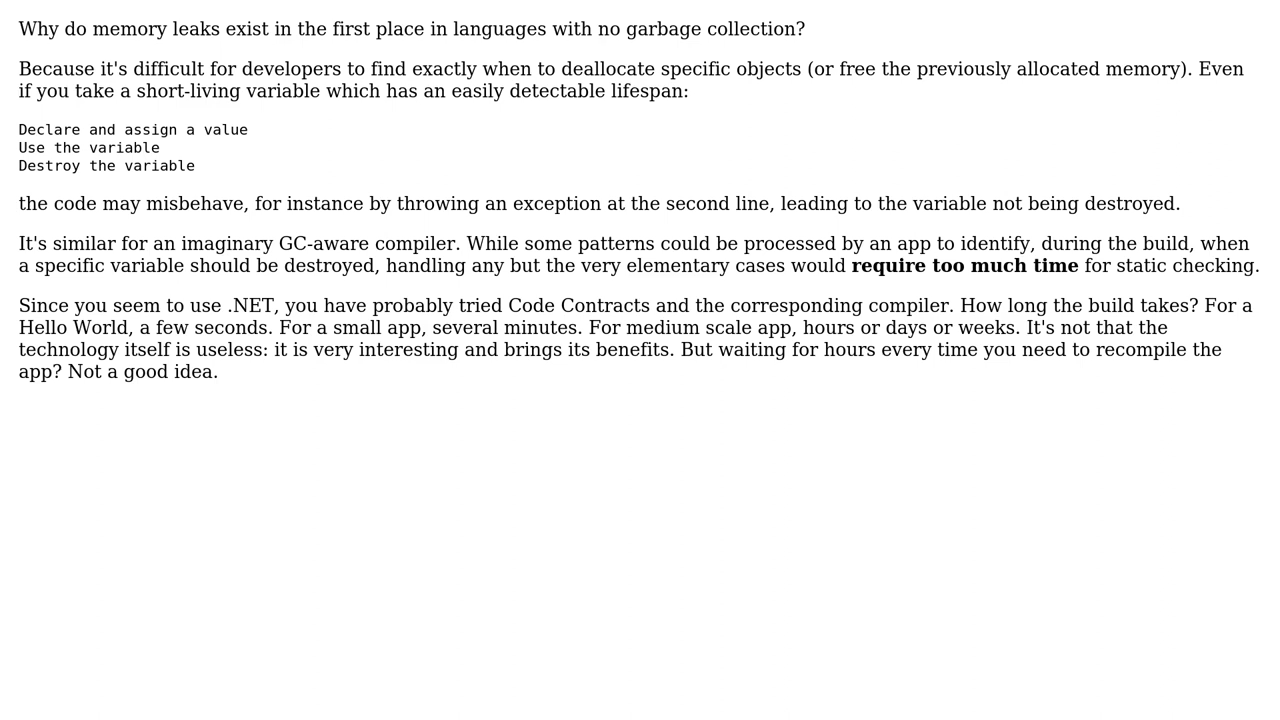 Why do memory leaks exist in the first place in languages with no garbage collection?
Because it's difficult for developers to find exactly when to deallocate specific objects (or free the previously allocated memory). Even
if you take a short-living variable which has an easily detectable lifespan:
Declare and assign a value
Use the variable
Destroy the variable
the code may misbehave, for instance by throwing an exception at the second line, leading to the variable not being destroyed.
It's similar for an imaginary GC-aware compiler. While some patterns could be processed by an app to identify, during the build, when
a specific variable should be destroyed, handling any but the very elementary cases would require too much time for static checking.
Since you seem to use .NET, you have probably tried Code Contracts and the corresponding compiler. How long the build takes? For a
Hello World, a few seconds. For a small app, several minutes. For medium scale app, hours or days or weeks. It's not that the
technology itself is useless: it is very interesting and brings its benefits. But waiting for hours every time you need to recompile the
app? Not a good idea.